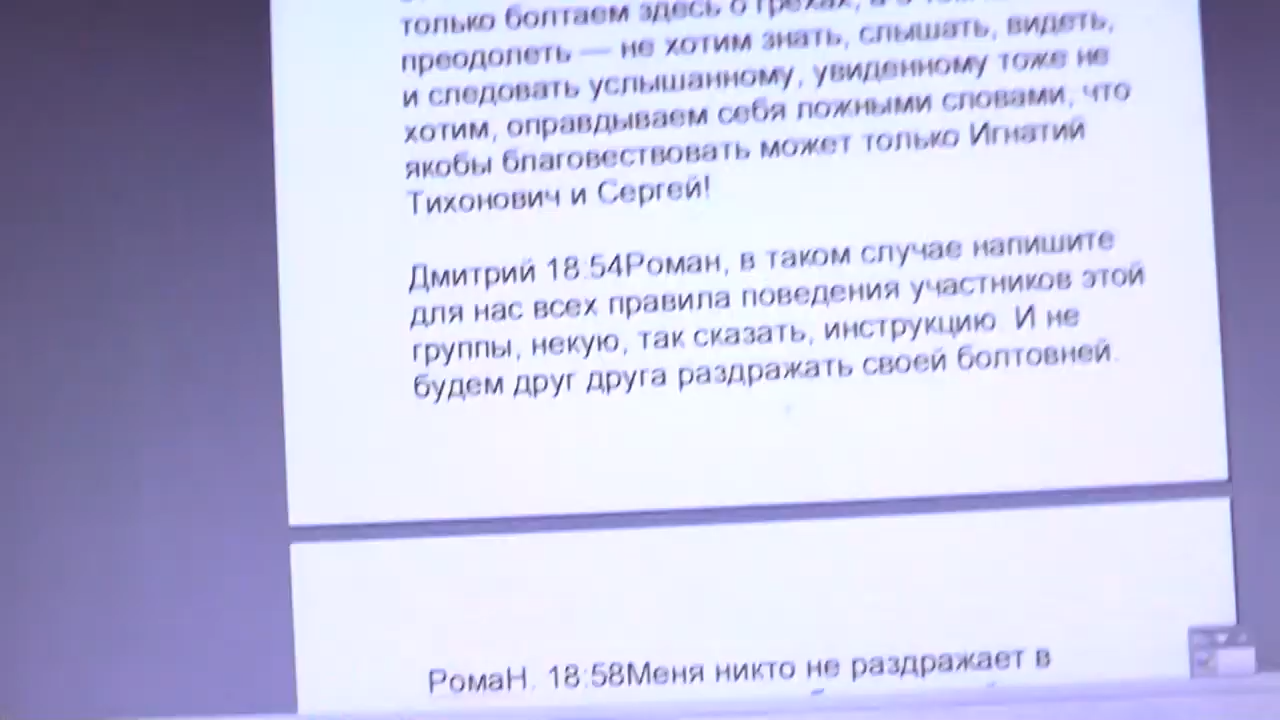 только болтаем здесь о грехах, а о
преодолеть — не хотим знать, слышать, видеть,
и следовать услышанному, увиденному тоже не
хотим, оправдываем себя ложными словами, что
якобы благовествовать может только Игнатий
Тихонович и Сергей!
Дмитрий 18:54Роман, в таком случае напишите
для нас всех правила поведения участников этой
группы, некую, так сказать, инструкцию. И не
будем друг друга раздражать своей болтовней.
РомаН. 18:58Меня никто не раздражает в